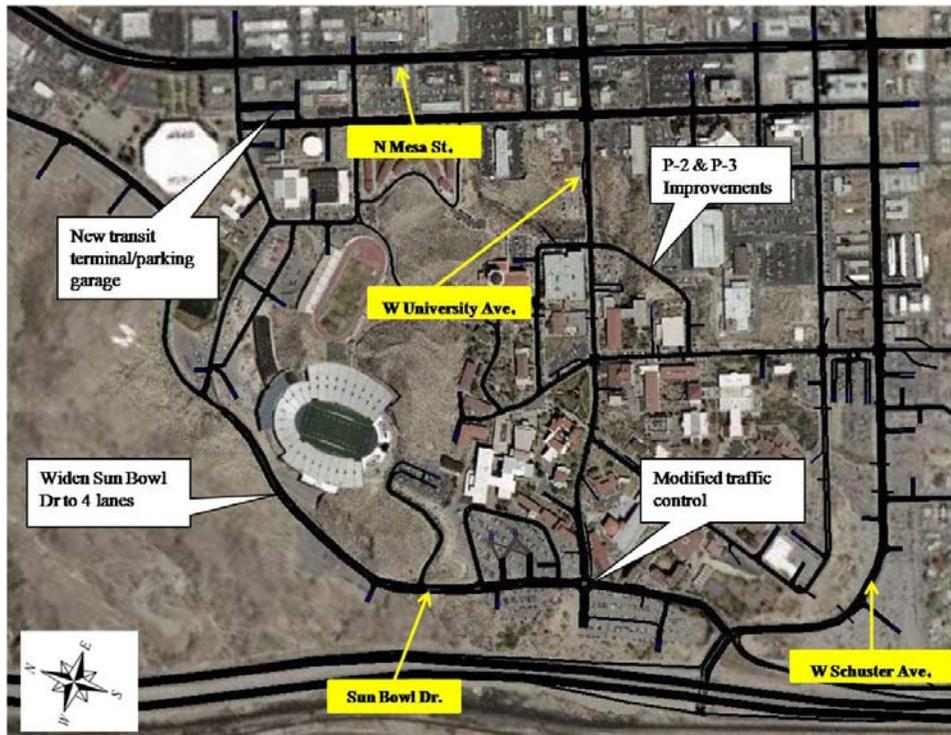 N Mesa St.
P-2 & P-3
Improvements
New transit
terminal/parking
garage
W University Ave.
Widen Sun Bowl
Dr to 4 lanes
Modified traffic
control
W Schuster Ave.
Sun Bowl Dr.
N
E
W
S